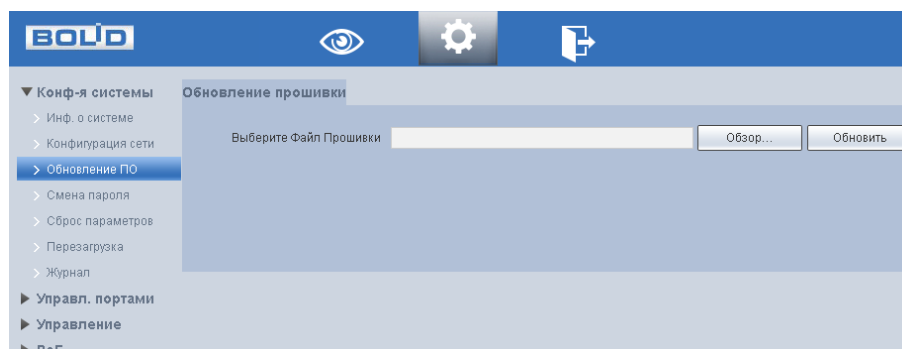 BOLID
Конф-я системы
Обновление прошивки
Инф. о системе
Выберите Файл Прошивки
Обзор...
Обновить
Конфигурация сети
Обновление ПО
Смена пароля
Сброс параметров
Перезагрузка
Журнал
Управл. портами
Управление
PoE